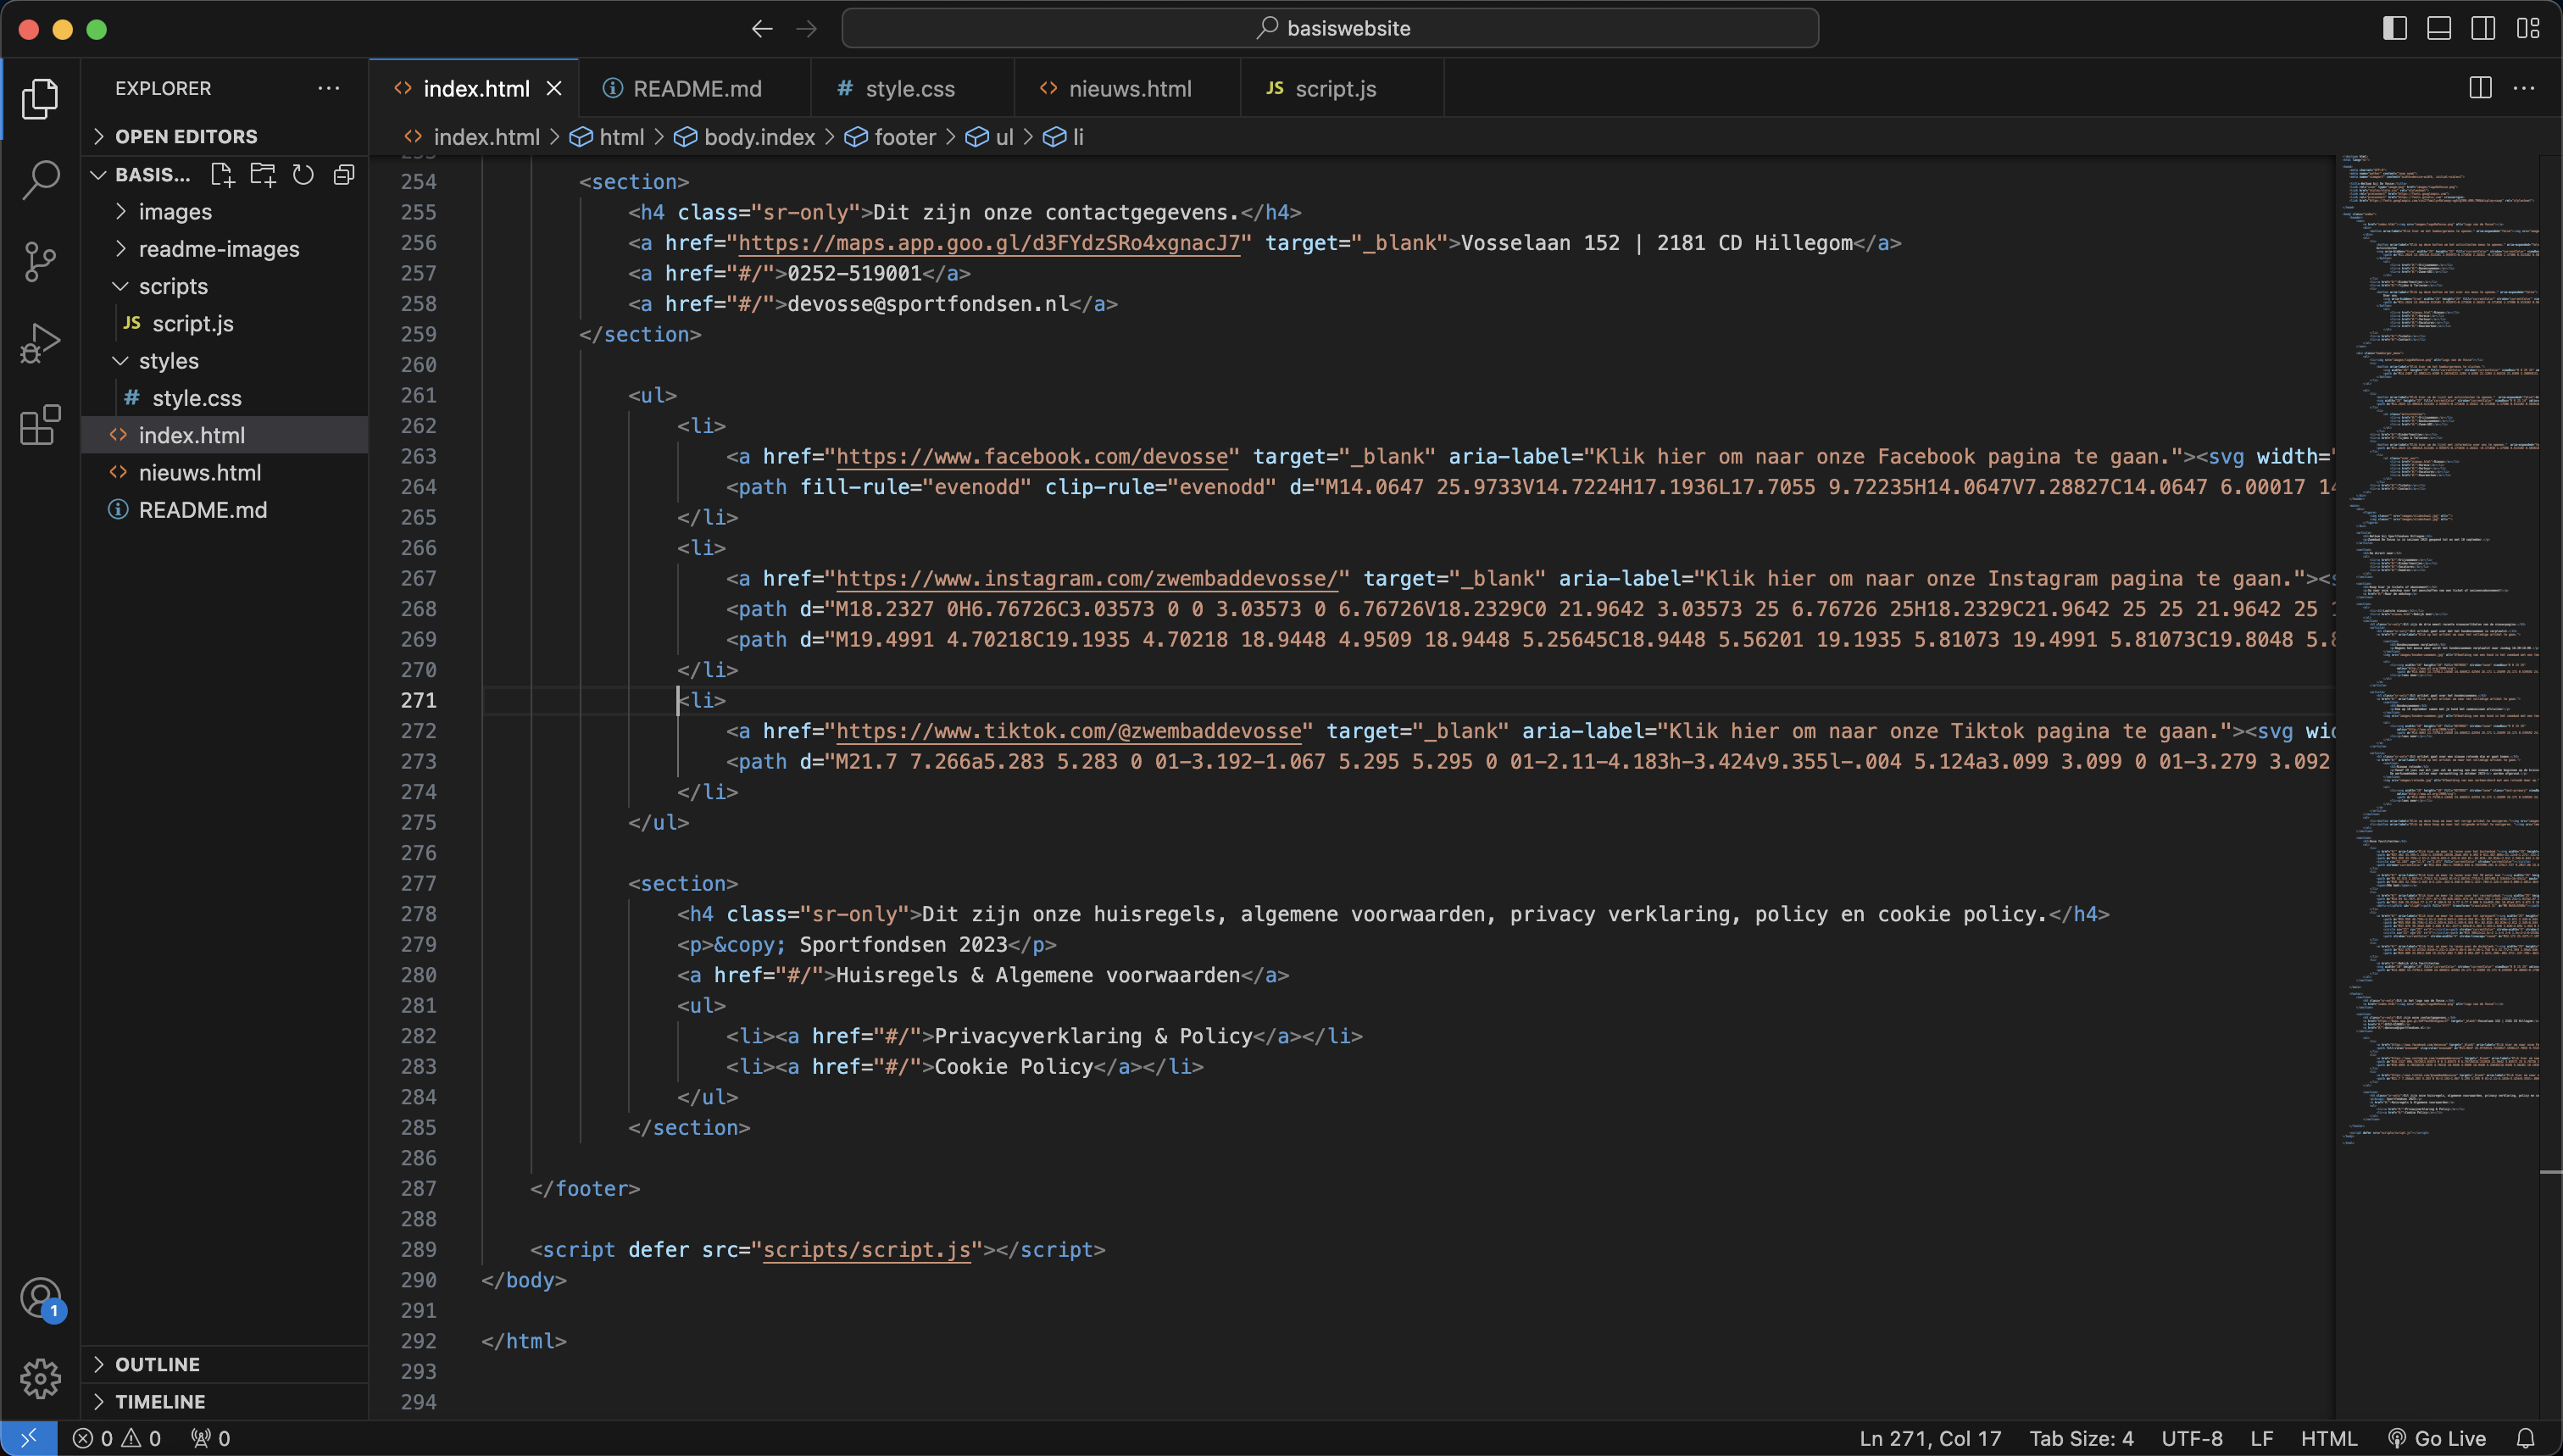 basiswebsite
EXPLORER
OPEN EDITORS
BASIS...
images
readme-images
scripts
JS script.js
styles
# style.css
index.html
nieuws.html
README.md
OUTLINE
TIMELINE
index.html
README.md
# style.css
nieuws.html
JS script.js
index.html > html > body.index > footer > ul > li
254 <section>
255 <h4 class="sr-only">Dit zijn onze contactgegevens.</h4>
256 <a href="https://maps.app.goo.gl/d3FYdzSRo4xgnacJ7" target="_blank">Vosselaan 152 | 2181 CD Hillegom</a>
257 <a href="#/">0252-519001</a>
258 <a href="#/">devosse@sportfondsen.nl</a>
259 </section>
260
261 <ul>
262 <li>
263 <a href="https://www.facebook.com/devosse" target="_blank" aria-label="Klik hier om naar onze Facebook pagina te gaan."><svg width="
264 <path fill-rule="evenodd" clip-rule="evenodd" d="M14.0647 25.9733V14.7224H17.1936L17.7055 9.72235H14.0647V7.28827C14.0647 6.00017 14
265 </li>
266 <li>
267 <a href="https://www.instagram.com/zwembaddevosse/" target="_blank" aria-label="Klik hier om naar onze Instagram pagina te gaan."><s
268 <path d="M18.2327 0H6.76726C3.03573 0 0 3.03573 0 6.76726V18.2329C0 21.9642 3.03573 25 6.76726 25H18.2329C21.9642 25 25 21.9642 25 1
269 <path d="M19.4991 4.70218C19.1935 4.70218 18.9448 4.9509 18.9448 5.25645C18.9448 5.56201 19.1935 5.81073 19.4991 5.81073C19.8048 5.8
270 </li>
271 <li>
272 <a href="https://www.tiktok.com/@zwembaddevosse" target="_blank" aria-label="Klik hier om naar onze Tiktok pagina te gaan."><svg wid
273 <path d="M21.7 7.266a5.283 5.283 0 01-3.192-1.067 5.295 5.295 0 01-2.11-4.183h-3.424v9.355l-.004 5.124a3.099 3.099 0 01-3.279 3.092
274 </li>
275 </ul>
276
277 <section>
278 <h4 class="sr-only">Dit zijn onze huisregels, algemene voorwaarden, privacy verklaring, policy en cookie policy.</h4>
279 <p>&copy; Sportfondsen 2023</p>
280 <a href="#/">Huisregels & Algemene voorwaarden</a>
281 <ul>
282 <li><a href="#/">Privacyverklaring & Policy</a></li>
283 <li><a href="#/">Cookie Policy</a></li>
284 </ul>
285 </section>
286
287 </footer>
288
289 <script defer src="scripts/script.js"></script>
290 </body>
291
292 </html>
293
294
1
0 0 0
Ln 271, Col 17 Tab Size: 4 UTF-8 LF HTML Go Live